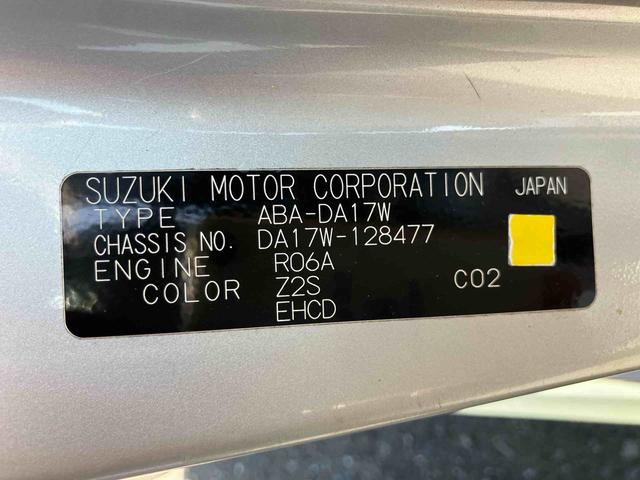 SUZUKI MOTOR CORPORATION JAPAN
TYPE ABA-DA17W
CHASSIS NO. DA17W-128477
ENGINE R06A
COLOR Z2S C02
EHCD